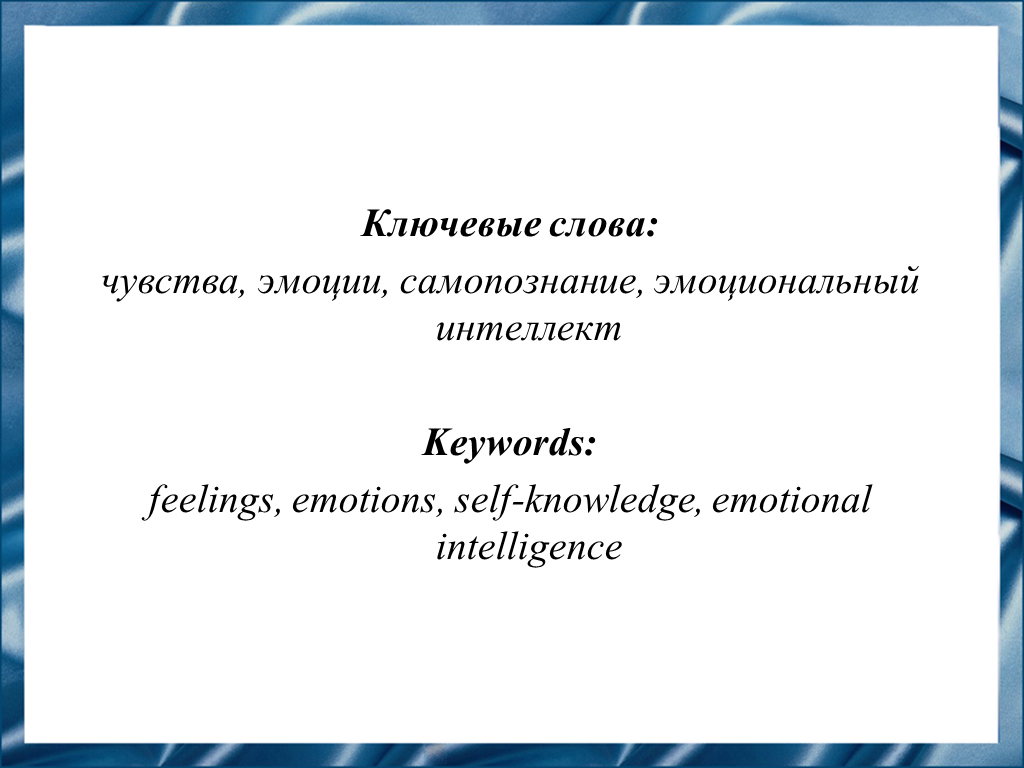 Ключевые слова:
чувства, эмоции, самопознание, эмоциональный
интеллект
Keywords:
feelings, emotions, self-knowledge, emotional
intelligence